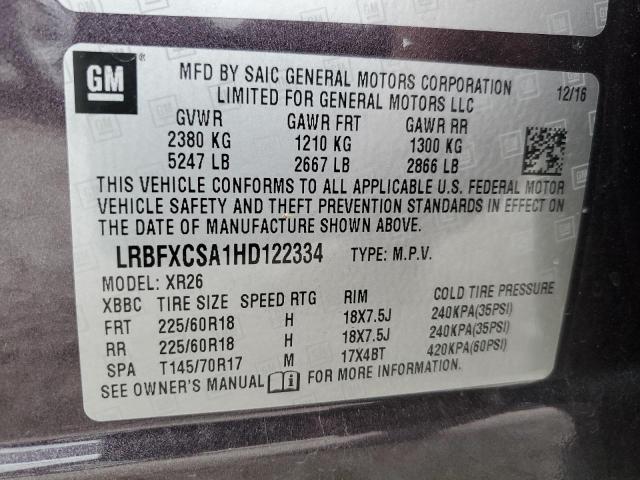 GM ®
MFD BY SAIC GENERAL MOTORS CORPORATION
LIMITED FOR GENERAL MOTORS LLC 12/16
GVWR GAWR FRT GAWR RR
2380 KG 1210 KG 1300 KG
5247 LB 2667 LB 2866 LB
THIS VEHICLE CONFORMS TO ALL APPLICABLE U.S. FEDERAL MOTOR
VEHICLE SAFETY AND THEFT PREVENTION STANDARDS IN EFFECT ON
THE DATE OF MANUFACTURE SHOWN ABOVE.
LRBFXCSA1HD122334 TYPE: M.P.V.
MODEL: XR26
XBBC TIRE SIZE SPEED RTG RIM COLD TIRE PRESSURE
FRT 225/60R18 H 18X7.5J 240KPA(35PSI)
RR 225/60R18 H 18X7.5J 240KPA(35PSI)
SPA T145/70R17 M 17X4BT 420KPA(60PSI)
SEE OWNER'S MANUAL i FOR MORE INFORMATION.